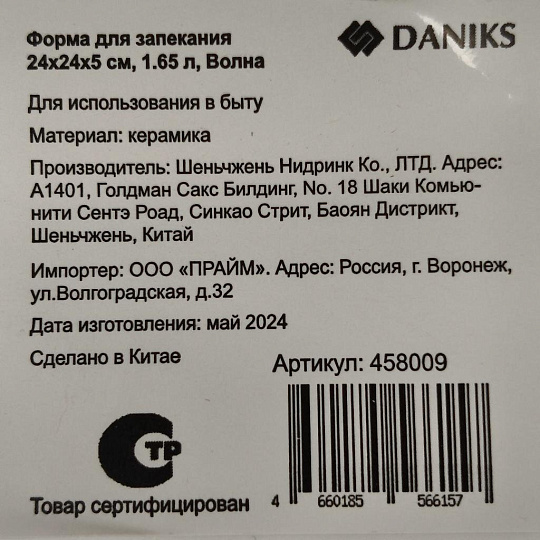 Форма для запекания
24х24х5 см, 1.65 л, Волна
DANIKS
Для использования в быту
Материал: керамика
Производитель: Шеньчжень Нидринк Ко., ЛТД. Адрес:
А1401, Голдман Сакс Билдинг, No. 18 Шаки Комью-
нити Сентэ Роад, Синкао Стрит, Баоян Дистрикт,
Шеньчжень, Китай
Импортер: ООО «ПРАЙМ». Адрес: Россия, г. Воронеж,
ул.Волгоградская, д.32
Дата изготовления: май 2024
Сделано в Китае
Артикул: 458009
СТР
Товар сертифицирован
4 660185 566157